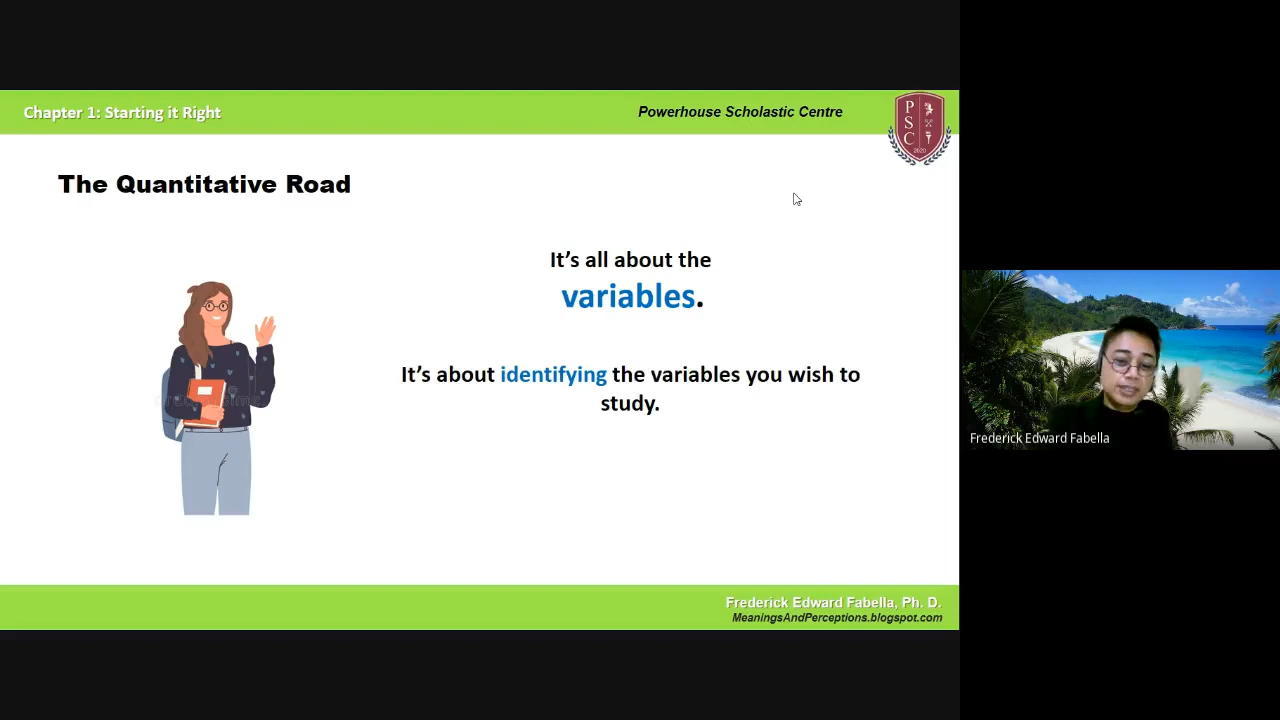 Chapter 1: Starting it Right
Powerhouse Scholastic Centre
P
S
C
2020
The Quantitative Road
It's all about the
variables.
It's about identifying the variables you wish to
study.
Frederick Edward Fabella
Frederick Edward Fabella, Ph. D.
MeaningsAndPerceptions.blogspot.com